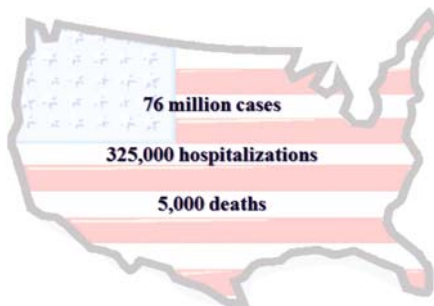 76 million cases
325,000 hospitalizations
5,000 deaths